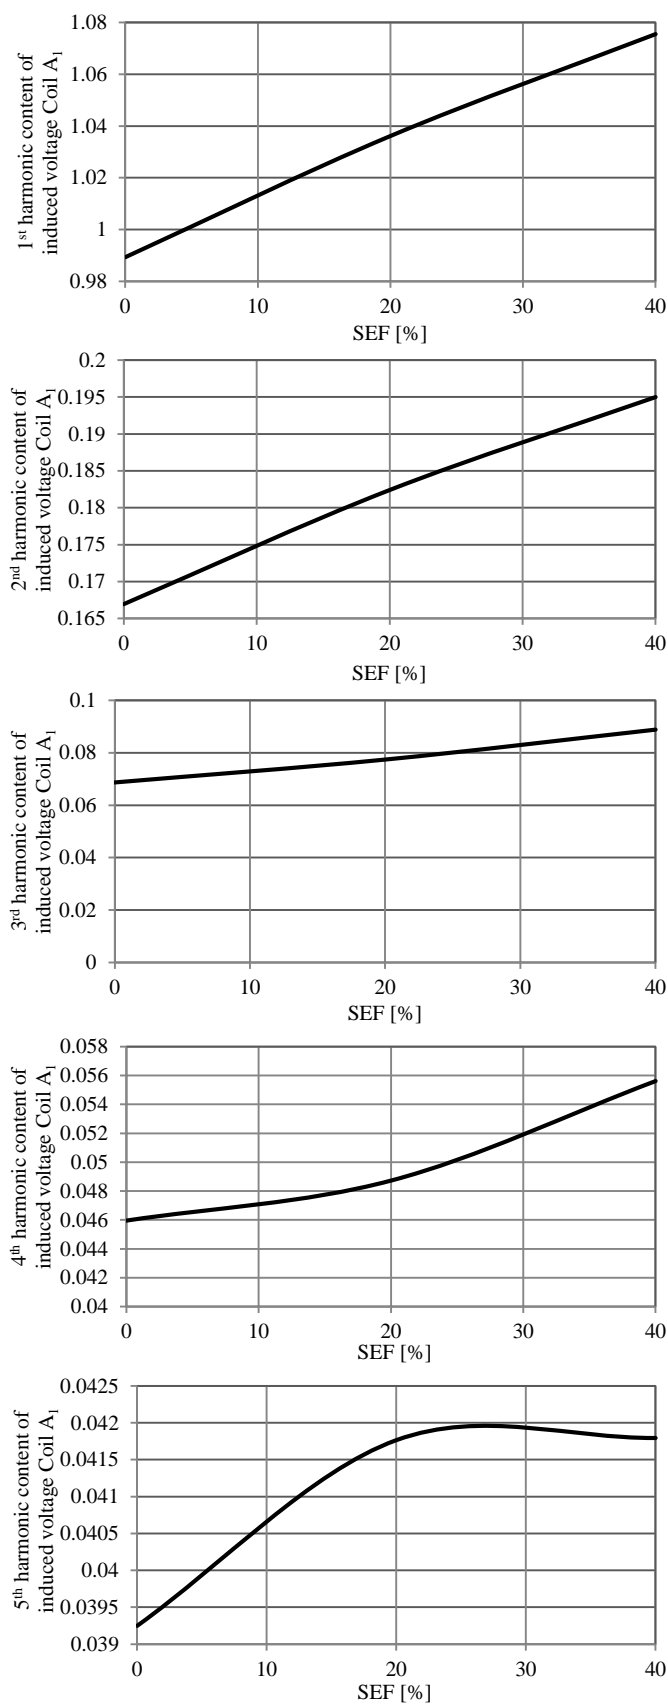 1st harmonic content of
induced voltage Coil A1
1.08
1.06
1.04
1.02
1
0.98
0 10 20 30 40
SEF [%]
2nd harmonic content of
induced voltage Coil A1
0.2
0.195
0.19
0.185
0.18
0.175
0.17
0.165
0 10 20 30 40
SEF [%]
3rd harmonic content of
induced voltage Coil A1
0.1
0.08
0.06
0.04
0.02
0
0 10 20 30 40
SEF [%]
4th harmonic content of
induced voltage Coil A1
0.058
0.056
0.054
0.052
0.05
0.048
0.046
0.044
0.042
0.04
0 10 20 30 40
SEF [%]
5th harmonic content of
induced voltage Coil A1
0.0425
0.042
0.0415
0.041
0.0405
0.04
0.0395
0.039
0 10 20 30 40
SEF [%]